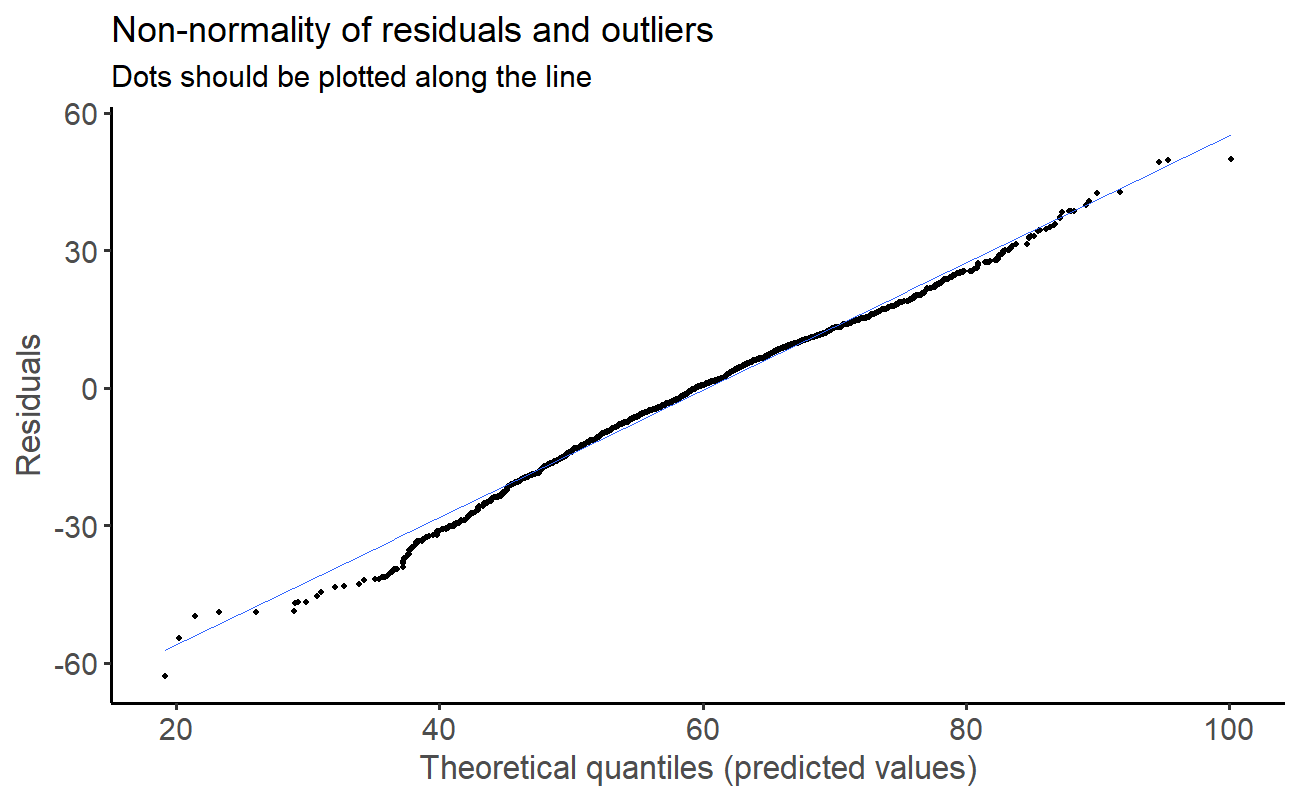 Non-normality of residuals and outliers
Dots should be plotted along the line
60
30
0
-30
-60
Residuals
20 40 60 80 100
Theoretical quantiles (predicted values)